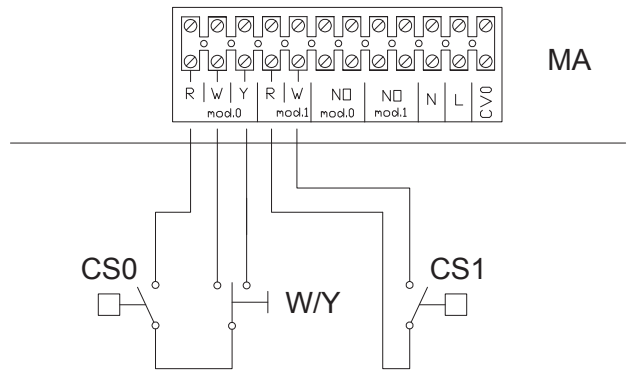 MA
R W Y R W NO NO N L CV0
mod.0 mod.1 mod.0 mod.1
CS0 W/Y CS1